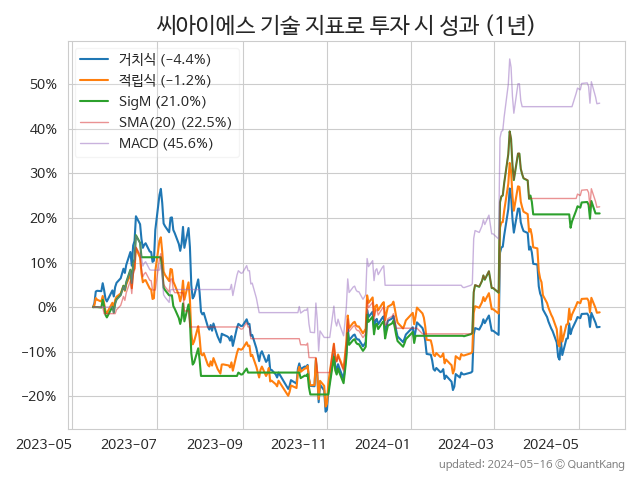 씨아이에스 기술 지표로 투자 시 성과 (1년)
거치식 (−4.4%)
적립식 (−1.2%)
SigM (21.0%)
SMA(20) (22.5%)
MACD (45.6%)
50%
40%
30%
20%
10%
0%
−10%
−20%
2023-05 2023-07 2023-09 2023-11 2024-01 2024-03 2024-05
updated: 2024-05-16 © QuantKang